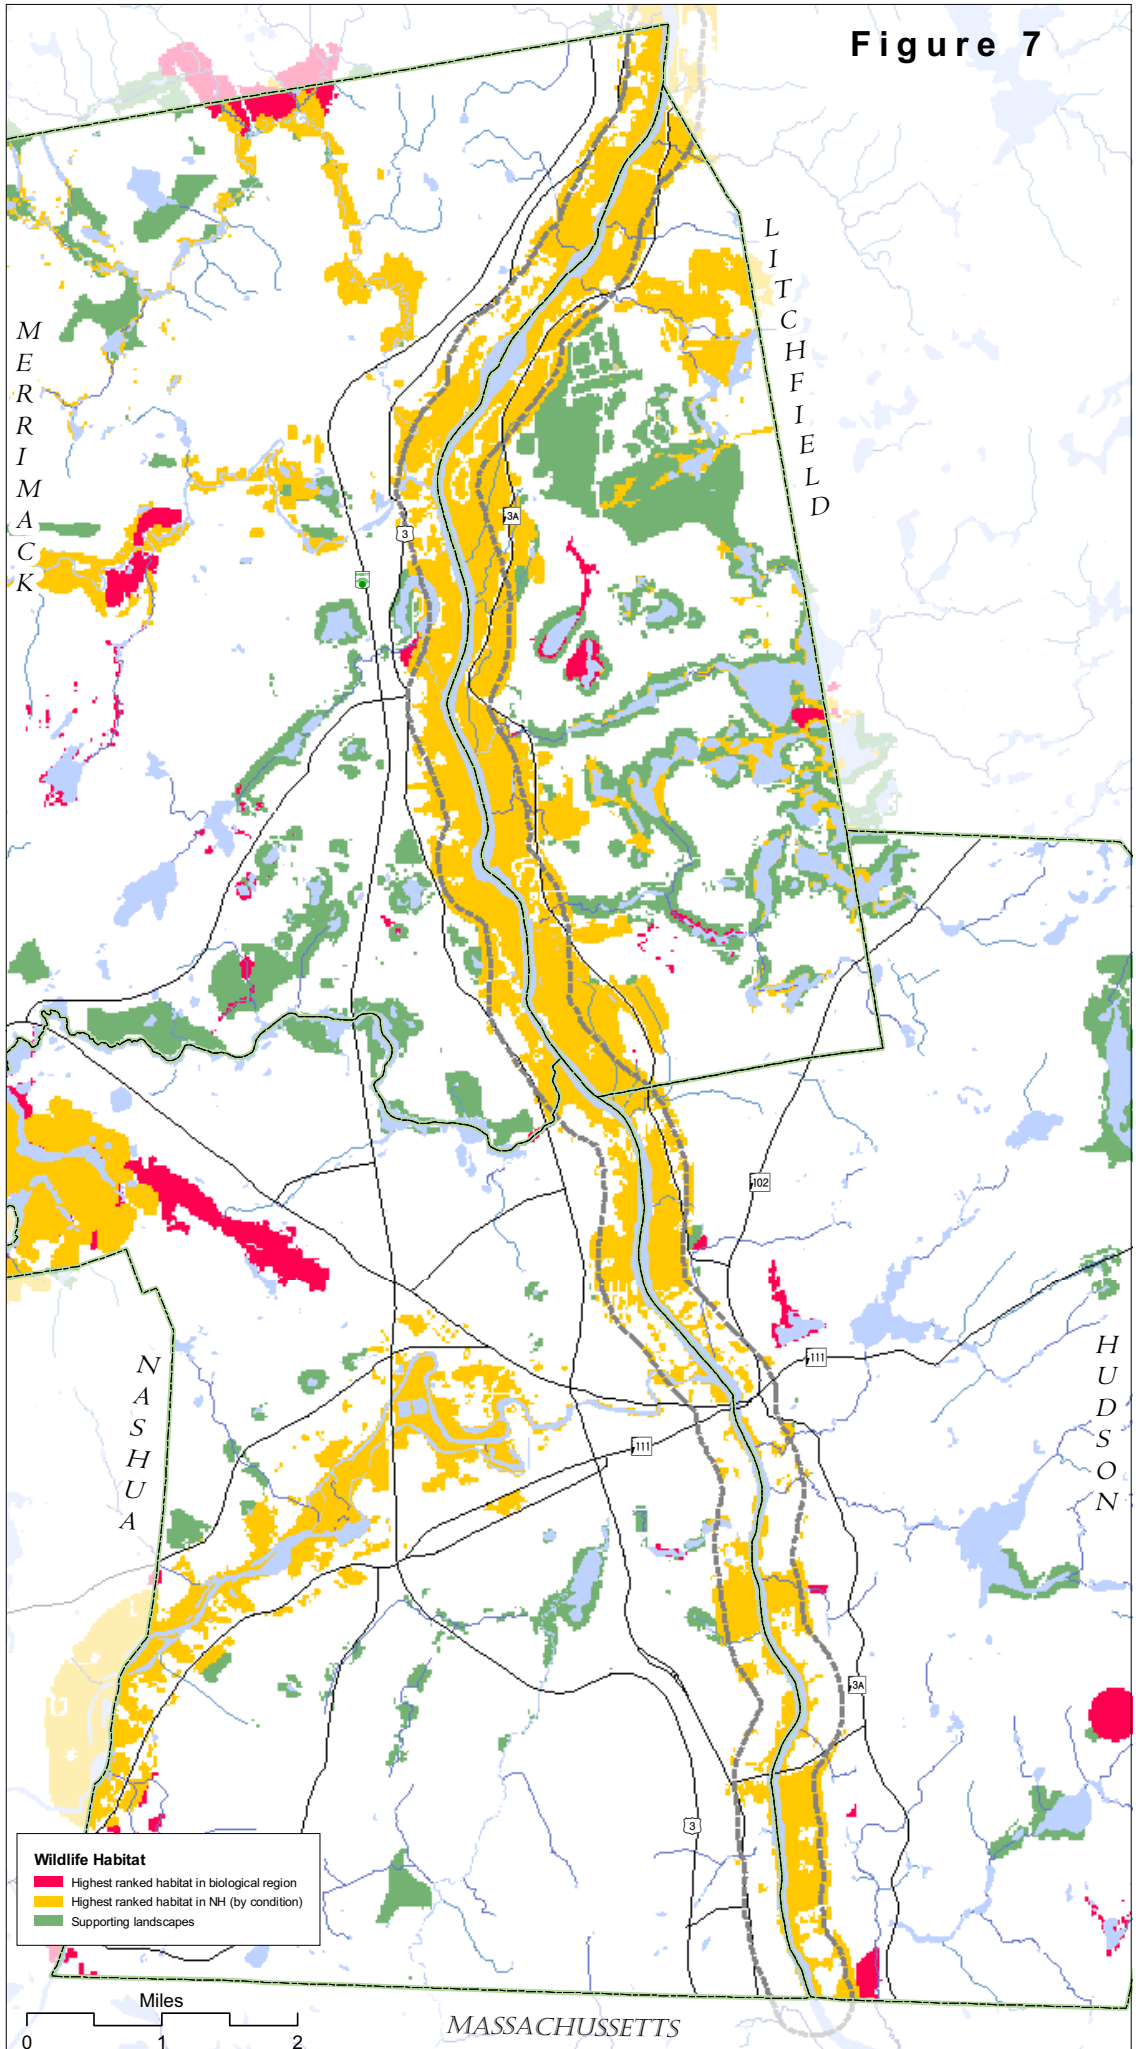 Figure 7
LITCHFIELD
MERRIMACK
3A
3
102
111
HUDSON
NASHUA
111
3A
3
Wildlife Habitat
Highest ranked habitat in biological region
Highest ranked habitat in NH (by condition)
Supporting landscapes
Miles
0 1 2
MASSACHUSSETTS